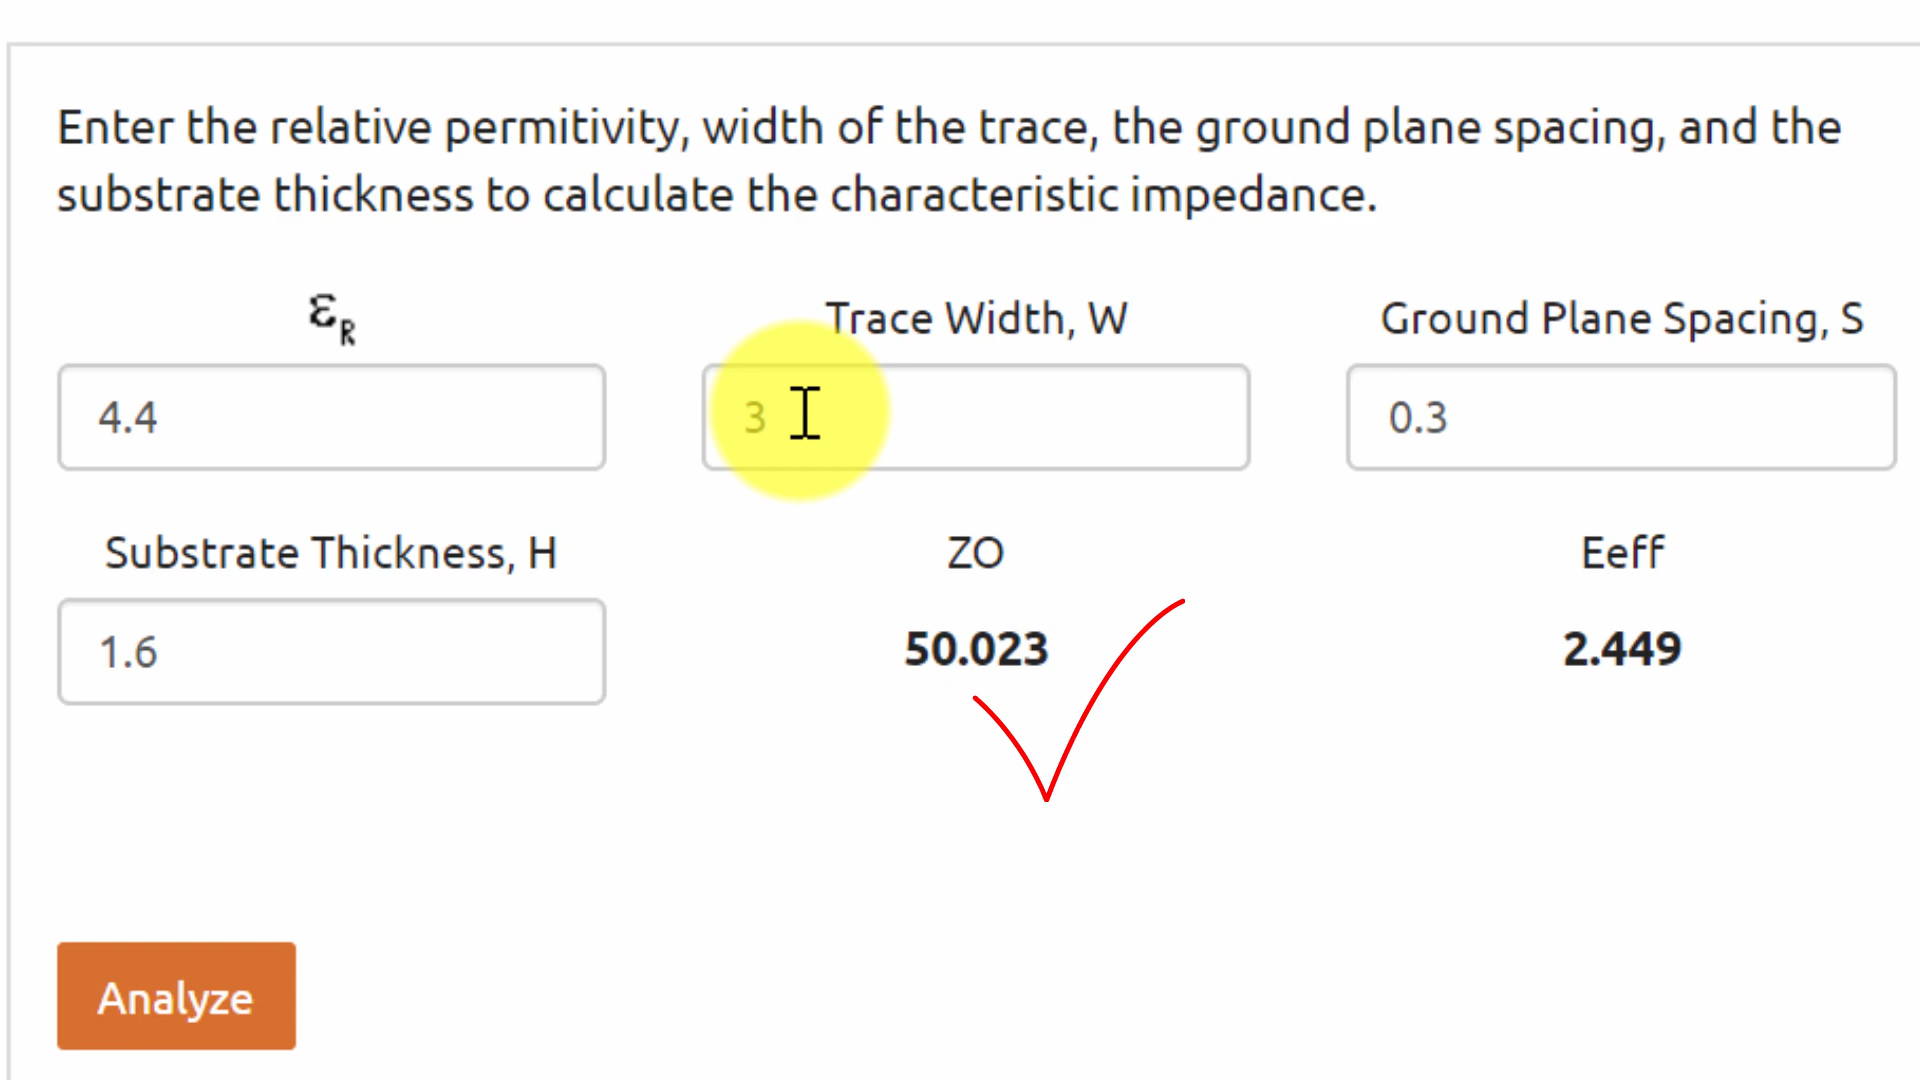 Enter the relative permitivity, width of the trace, the ground plane spacing, and the
substrate thickness to calculate the characteristic impedance.
εR Trace Width, W Ground Plane Spacing, S
4.4 3 0.3
Substrate Thickness, H ZO Eeff
1.6 50.023 2.449
Analyze